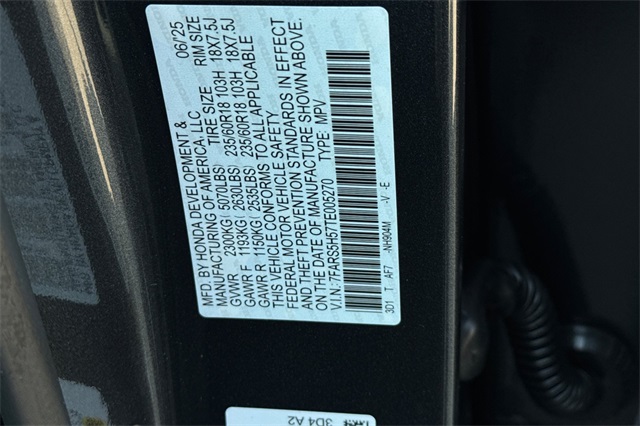 MFD. BY HONDA DEVELOPMENT & 06/25
MANUFACTURING OF AMERICA, LLC
TIRE SIZE RIM SIZE
GVWR 2300KG(5070LBS)
GAWR F 1193KG(2630LBS) 235/60R18 103H 18X7.5J
GAWR R 1150KG(2535LBS) 235/60R18 103H 18X7.5J
THIS VEHICLE CONFORMS TO ALL APPLICABLE
FEDERAL MOTOR VEHICLE SAFETY
AND THEFT PREVENTION STANDARDS IN EFFECT
ON THE DATE OF MANUFACTURE SHOWN ABOVE.
V.I.N.: 7FARS5H57TE005270 TYPE: MPV
3D1 T AF7 -NH904M -V -E
3D4 A2